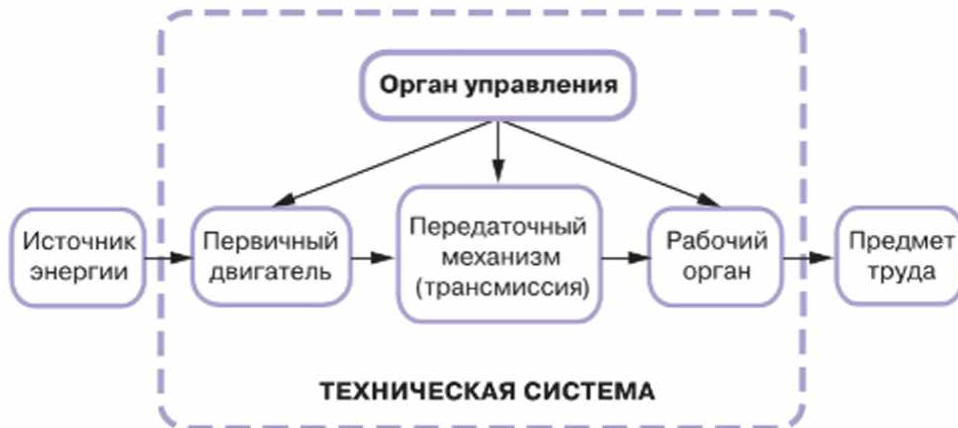 Орган управления
Источник
энергии
Первичный
двигатель
Передаточный
механизм
(трансмиссия)
Рабочий
орган
Предмет
труда
ТЕХНИЧЕСКАЯ СИСТЕМА